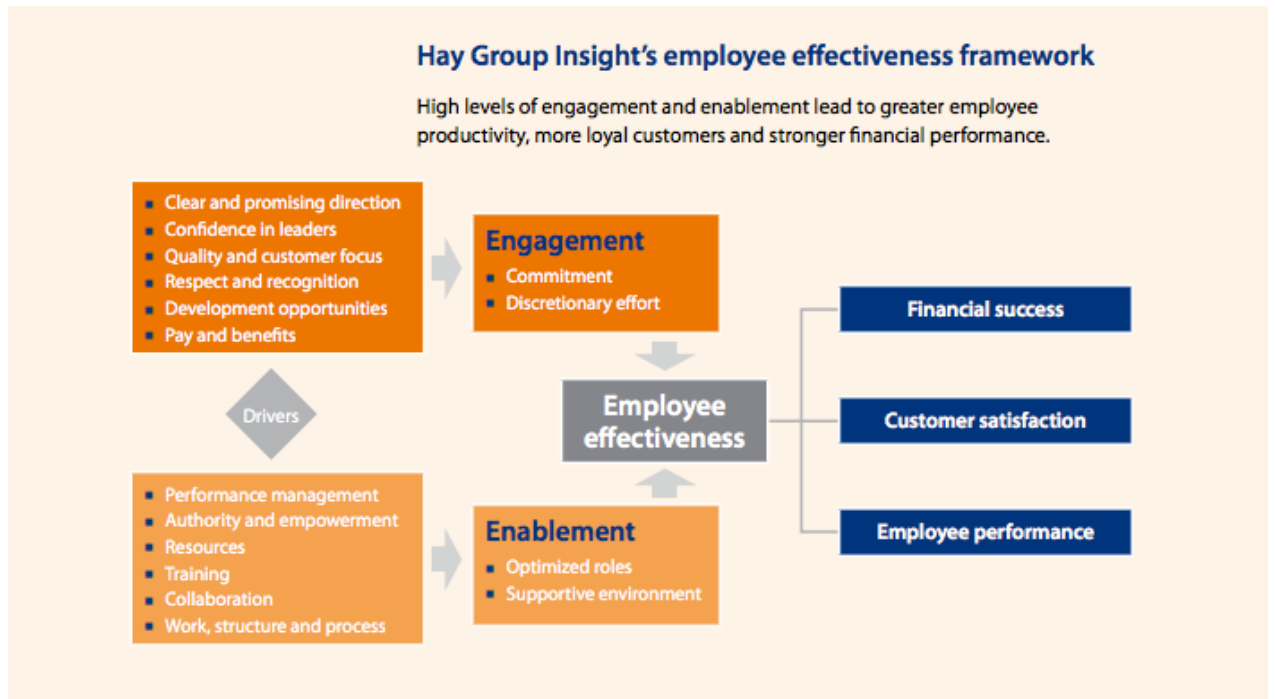 Hay Group Insight’s employee effectiveness framework
High levels of engagement and enablement lead to greater employee
productivity, more loyal customers and stronger financial performance.
Clear and promising direction
Confidence in leaders
Quality and customer focus
Respect and recognition
Development opportunities
Pay and benefits
Engagement
Commitment
Discretionary effort
Drivers
Performance management
Authority and empowerment
Resources
Training
Collaboration
Work, structure and process
Enablement
Optimized roles
Supportive environment
Employee
effectiveness
Financial success
Customer satisfaction
Employee performance